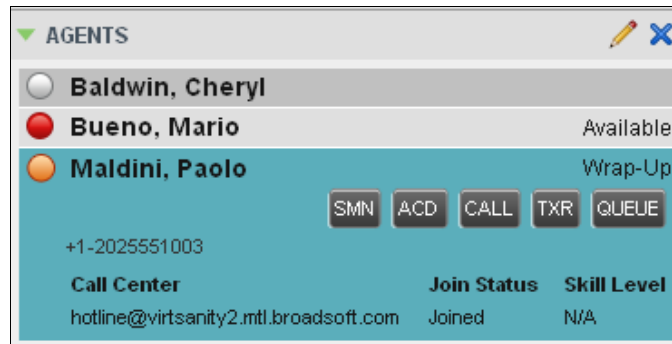 AGENTS
Baldwin, Cheryl
Bueno, Mario Available
Maldini, Paolo Wrap-Up
SMN ACD CALL TXR QUEUE
+1-2025551003
Call Center Join Status Skill Level
hotline@virtsanity2.mtl.broadsoft.com Joined N/A